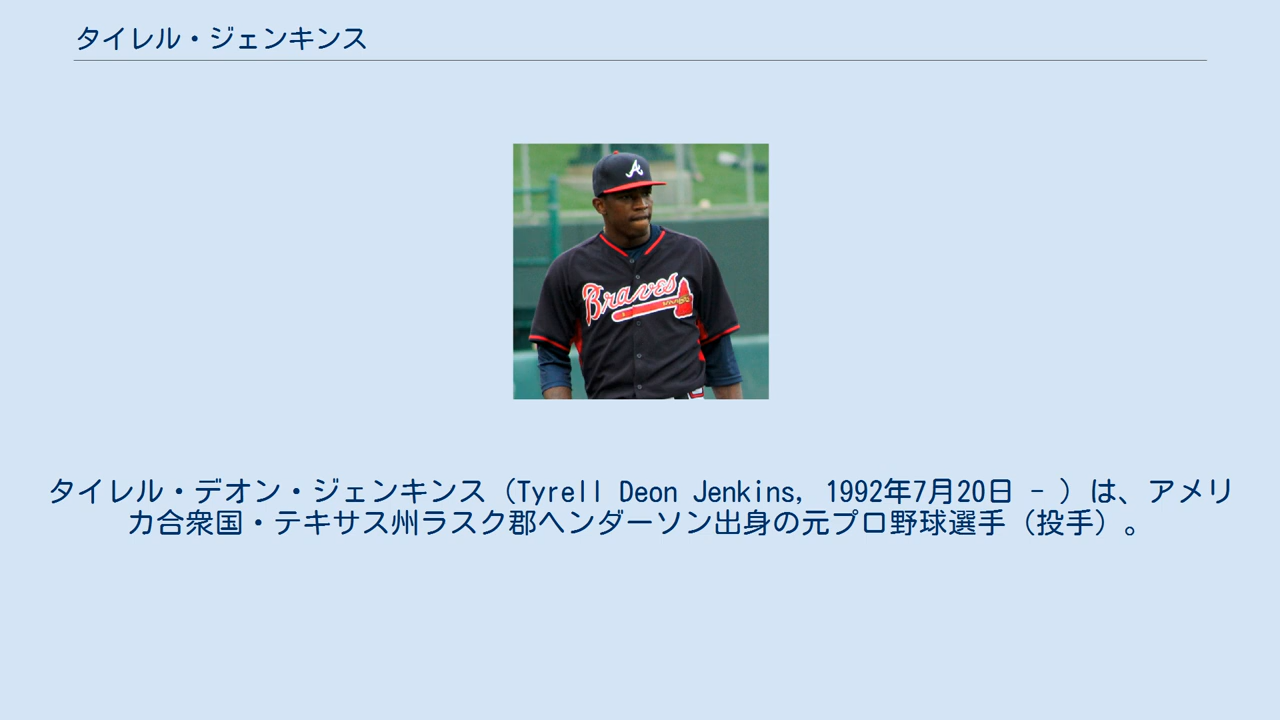 タイレル・ジェンキンス
A
Braves
タイレル・デオン・ジェンキンス（Tyrell Deon Jenkins, 1992年7月20日 - ）は、アメリ
カ合衆国・テキサス州ラスク郡ヘンダーソン出身の元プロ野球選手（投手）。